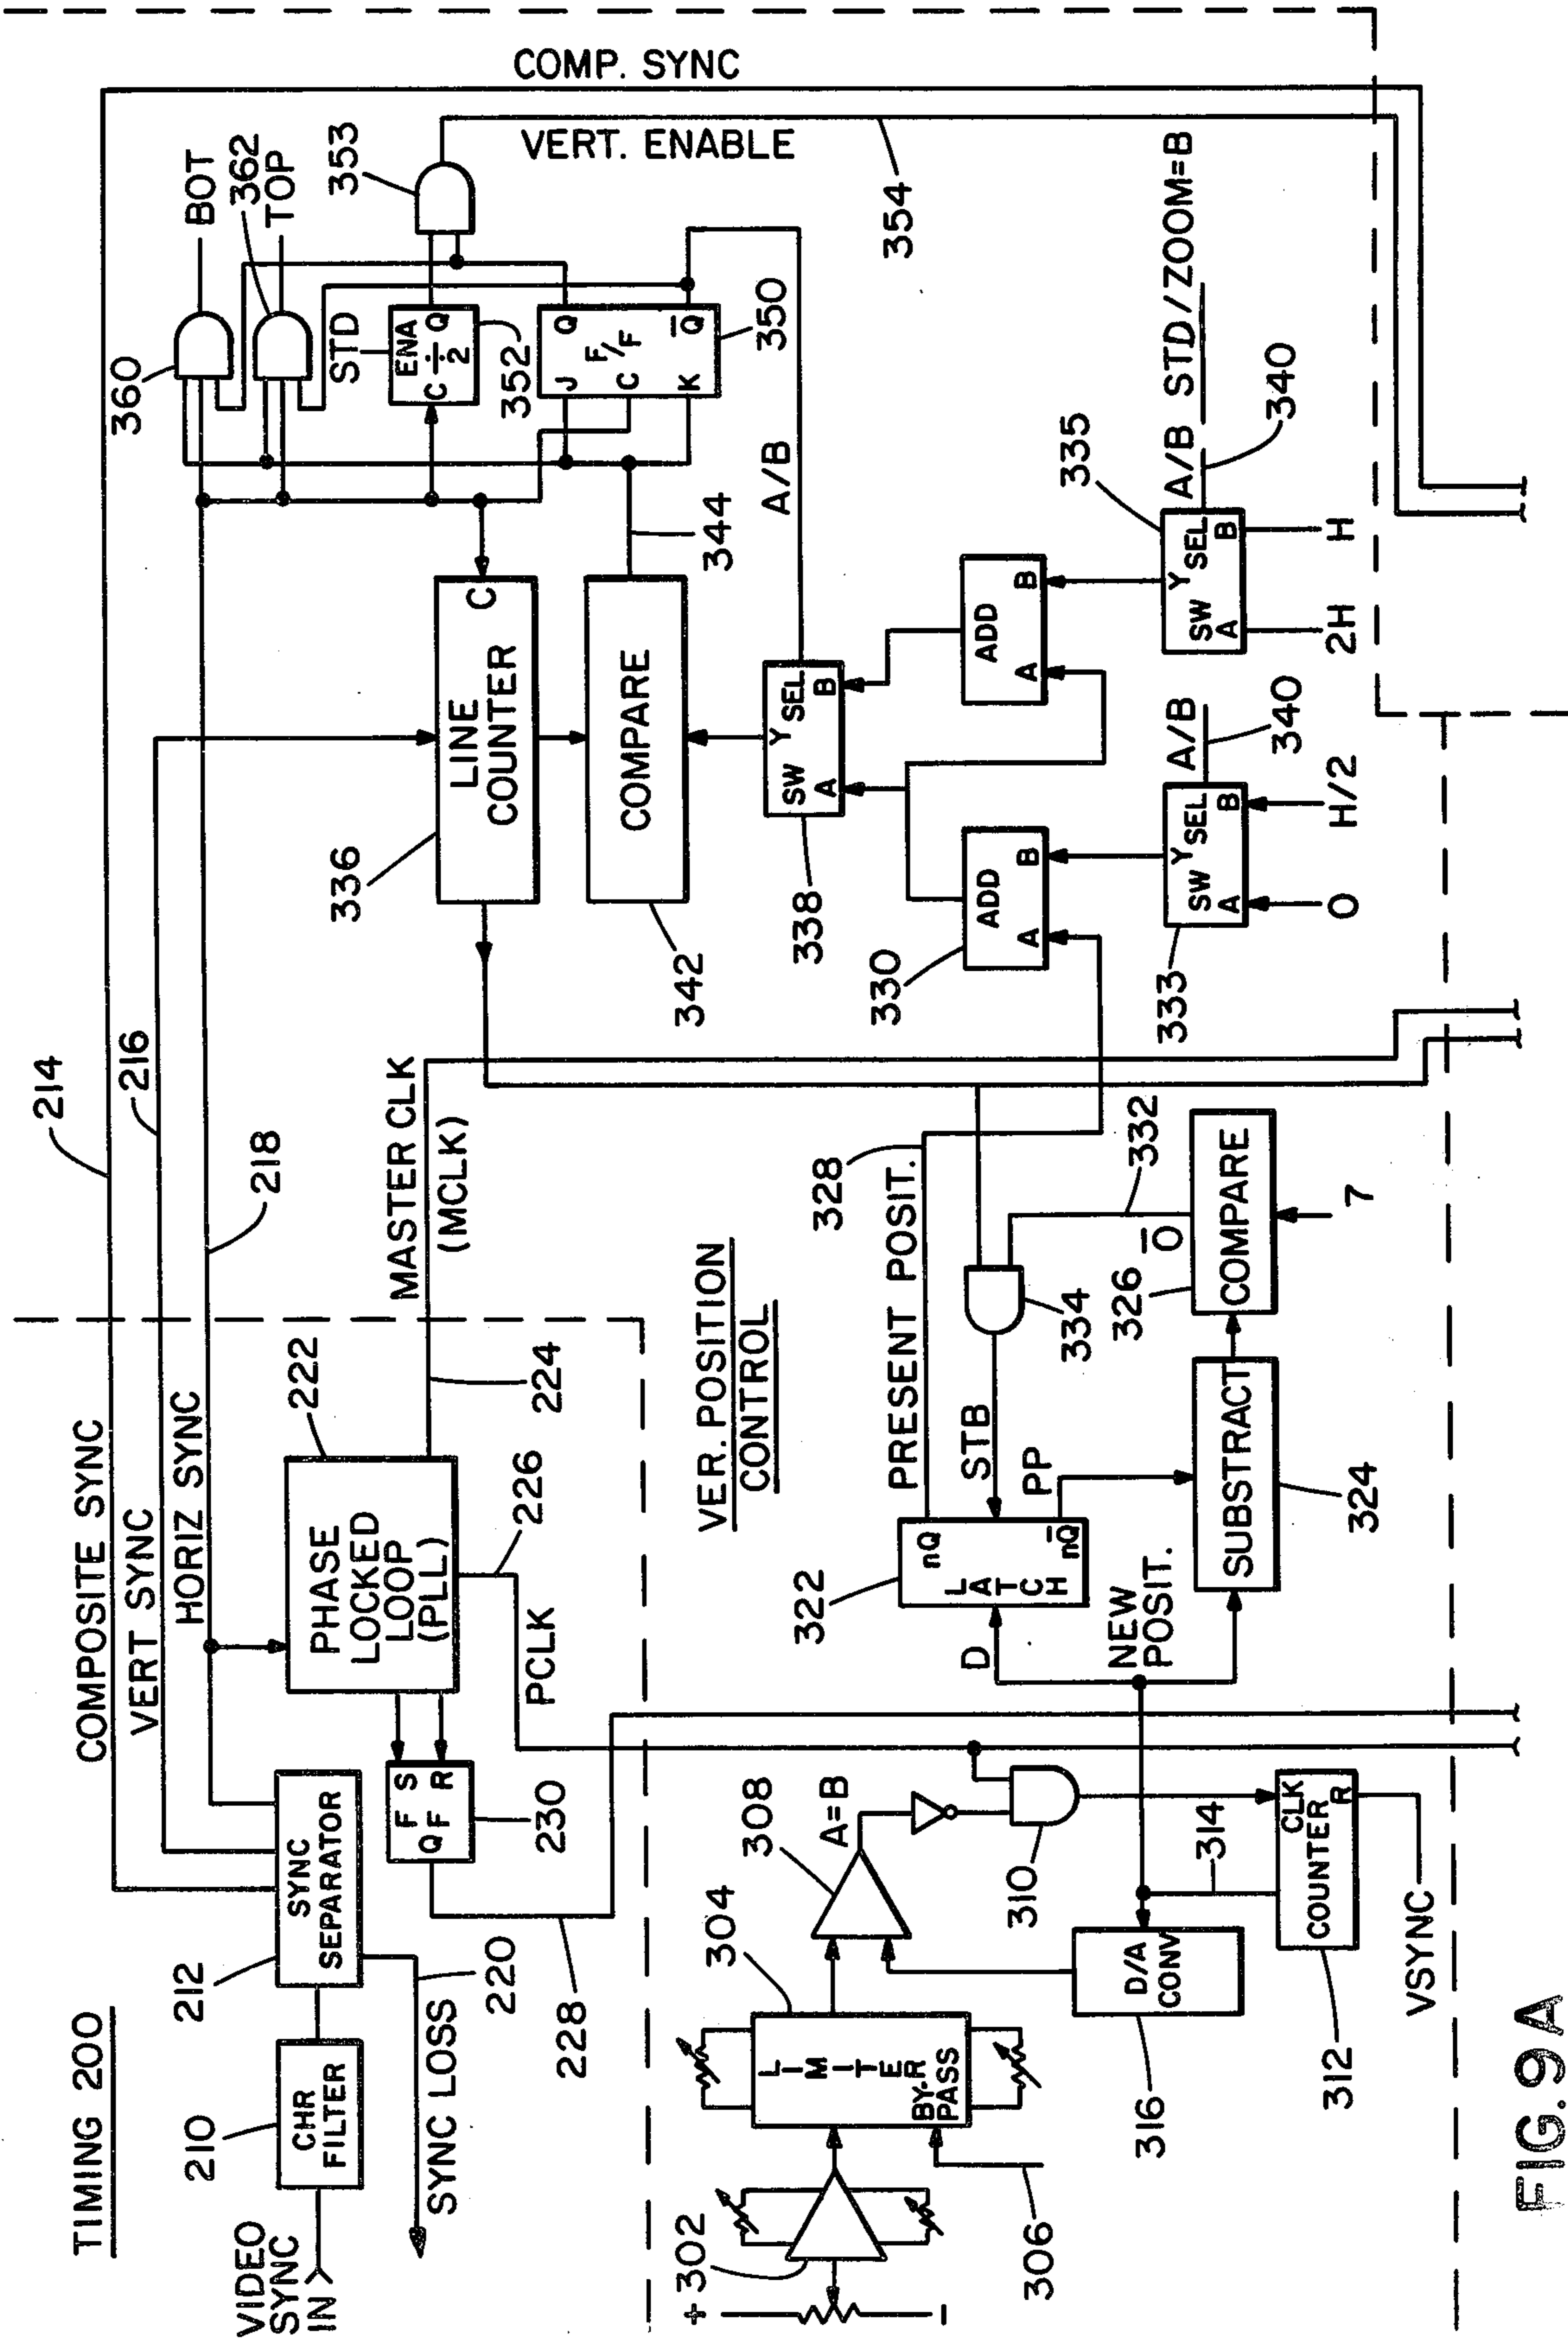 TIMING 200
VIDEO
SYNC
IN
210
CHR
FILTER
212
SYNC
SEPARATOR
SYNC LOSS
220
COMPOSITE SYNC
VERT SYNC
HORIZ SYNC
214
216
218
COMP. SYNC
222
PHASE
LOCKED
LOOP
(PLL)
F S
Q F R
230
228
226
PCLK
224
MASTER CLK
(MCLK)
VER. POSITION
CONTROL
+
-
302
304
LIMITER
BY-
PASS
306
308
A=B
310
316
D/A
CONV
314
312
CLK
COUNTER
R
VSYNC
NEW
POSIT.
D
322
nQ
LATCH
nQ̅
STB
PP
PRESENT POSIT.
328
SUBSTRACT
324
334
326
O̅
332
COMPARE
7
336
LINE
COUNTER
C
342
COMPARE
344
338
SW
Y
SEL
A
B
A/B
330
ADD
A
B
ADD
A
B
333
SW
Y
SEL
A
B
A/B
340
O
H/2
335
SW
Y
SEL
A
B
A/B STD/ZOOM=B
340
2H
H
360
BOT
362
TOP
STD
ENA
C ÷2 Q
352
353
VERT. ENABLE
354
J
C
K
F/F
Q
Q̅
350
FIG. 9A